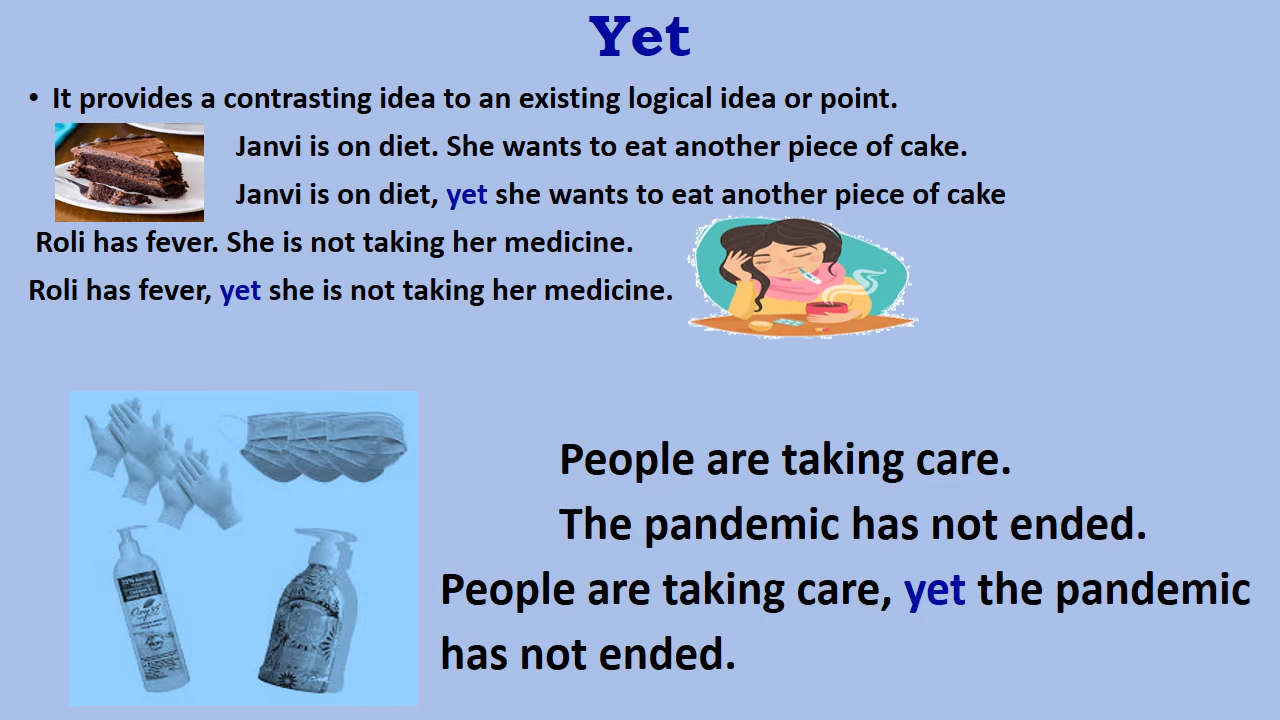 Yet
• It provides a contrasting idea to an existing logical idea or point.
Janvi is on diet. She wants to eat another piece of cake.
Janvi is on diet, yet she wants to eat another piece of cake
Roli has fever. She is not taking her medicine.
Roli has fever, yet she is not taking her medicine.
People are taking care.
The pandemic has not ended.
People are taking care, yet the pandemic
has not ended.